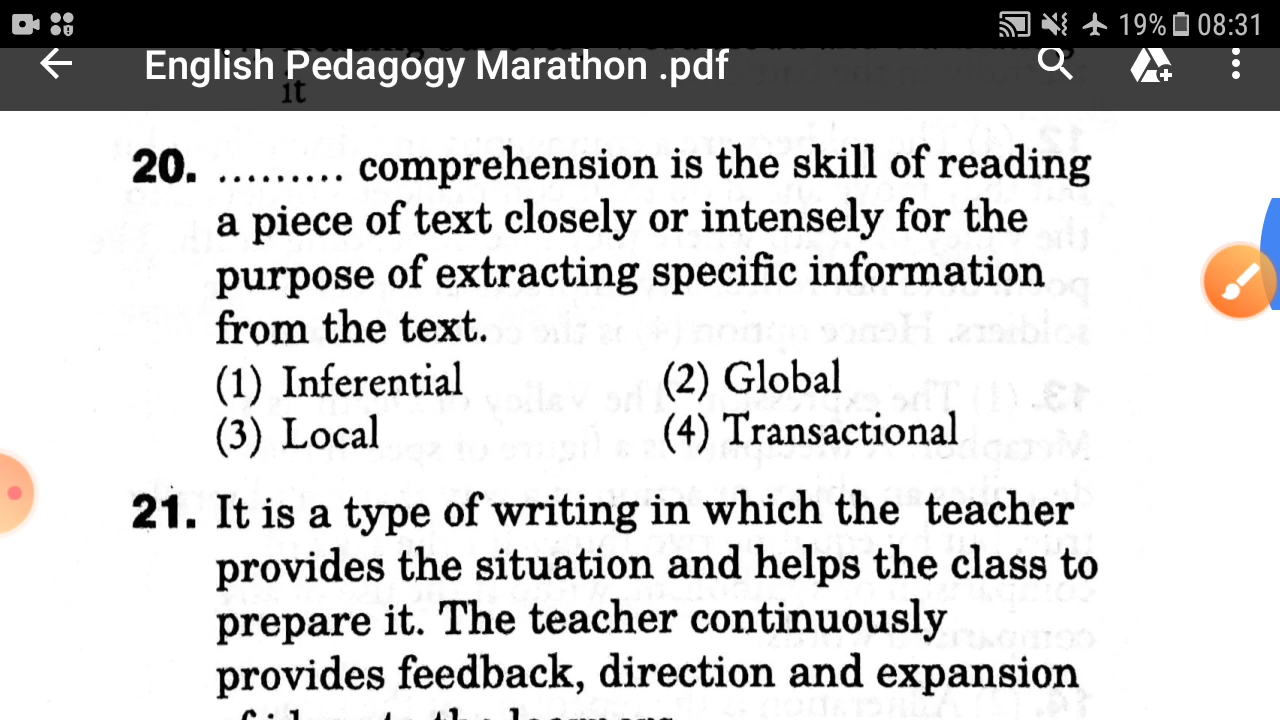 19% 08:31
English Pedagogy Marathon .pdf
it
20. ......... comprehension is the skill of reading
a piece of text closely or intensely for the
purpose of extracting specific information
from the text.
(1) Inferential (2) Global
(3) Local (4) Transactional
21. It is a type of writing in which the teacher
provides the situation and helps the class to
prepare it. The teacher continuously
provides feedback, direction and expansion